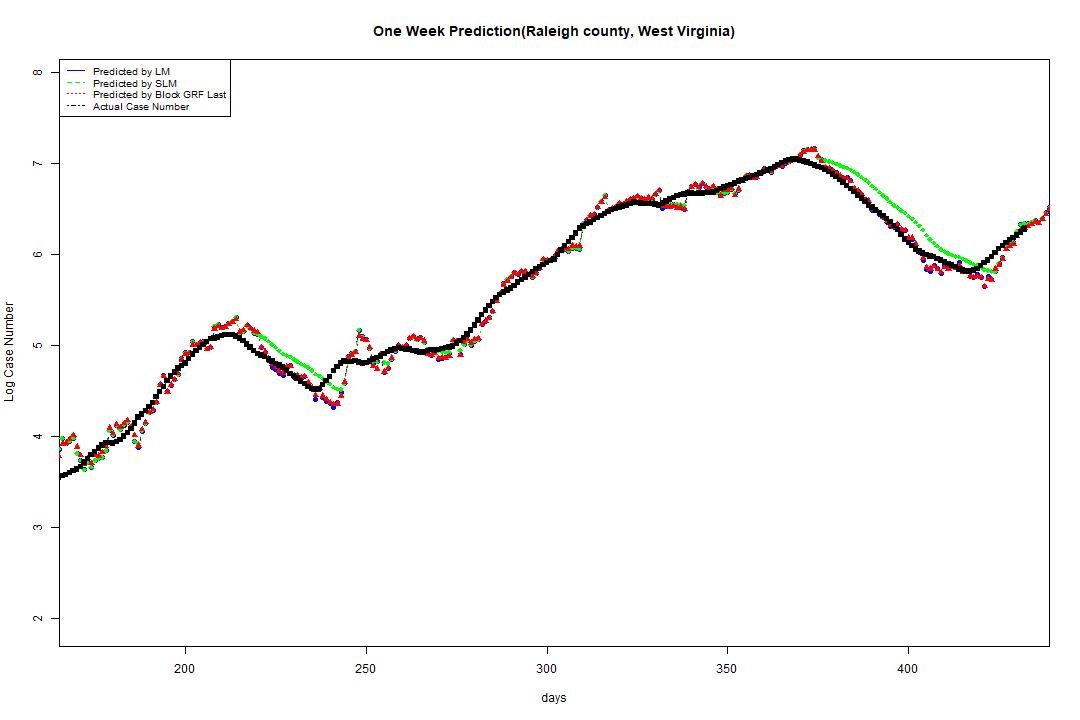 One Week Prediction(Raleigh county, West Virginia)
Predicted by LM
Predicted by SLM
Predicted by Block GRF Last
Actual Case Number
8
7
6
5
4
3
2
Log Case Number
200
250
300
350
400
days